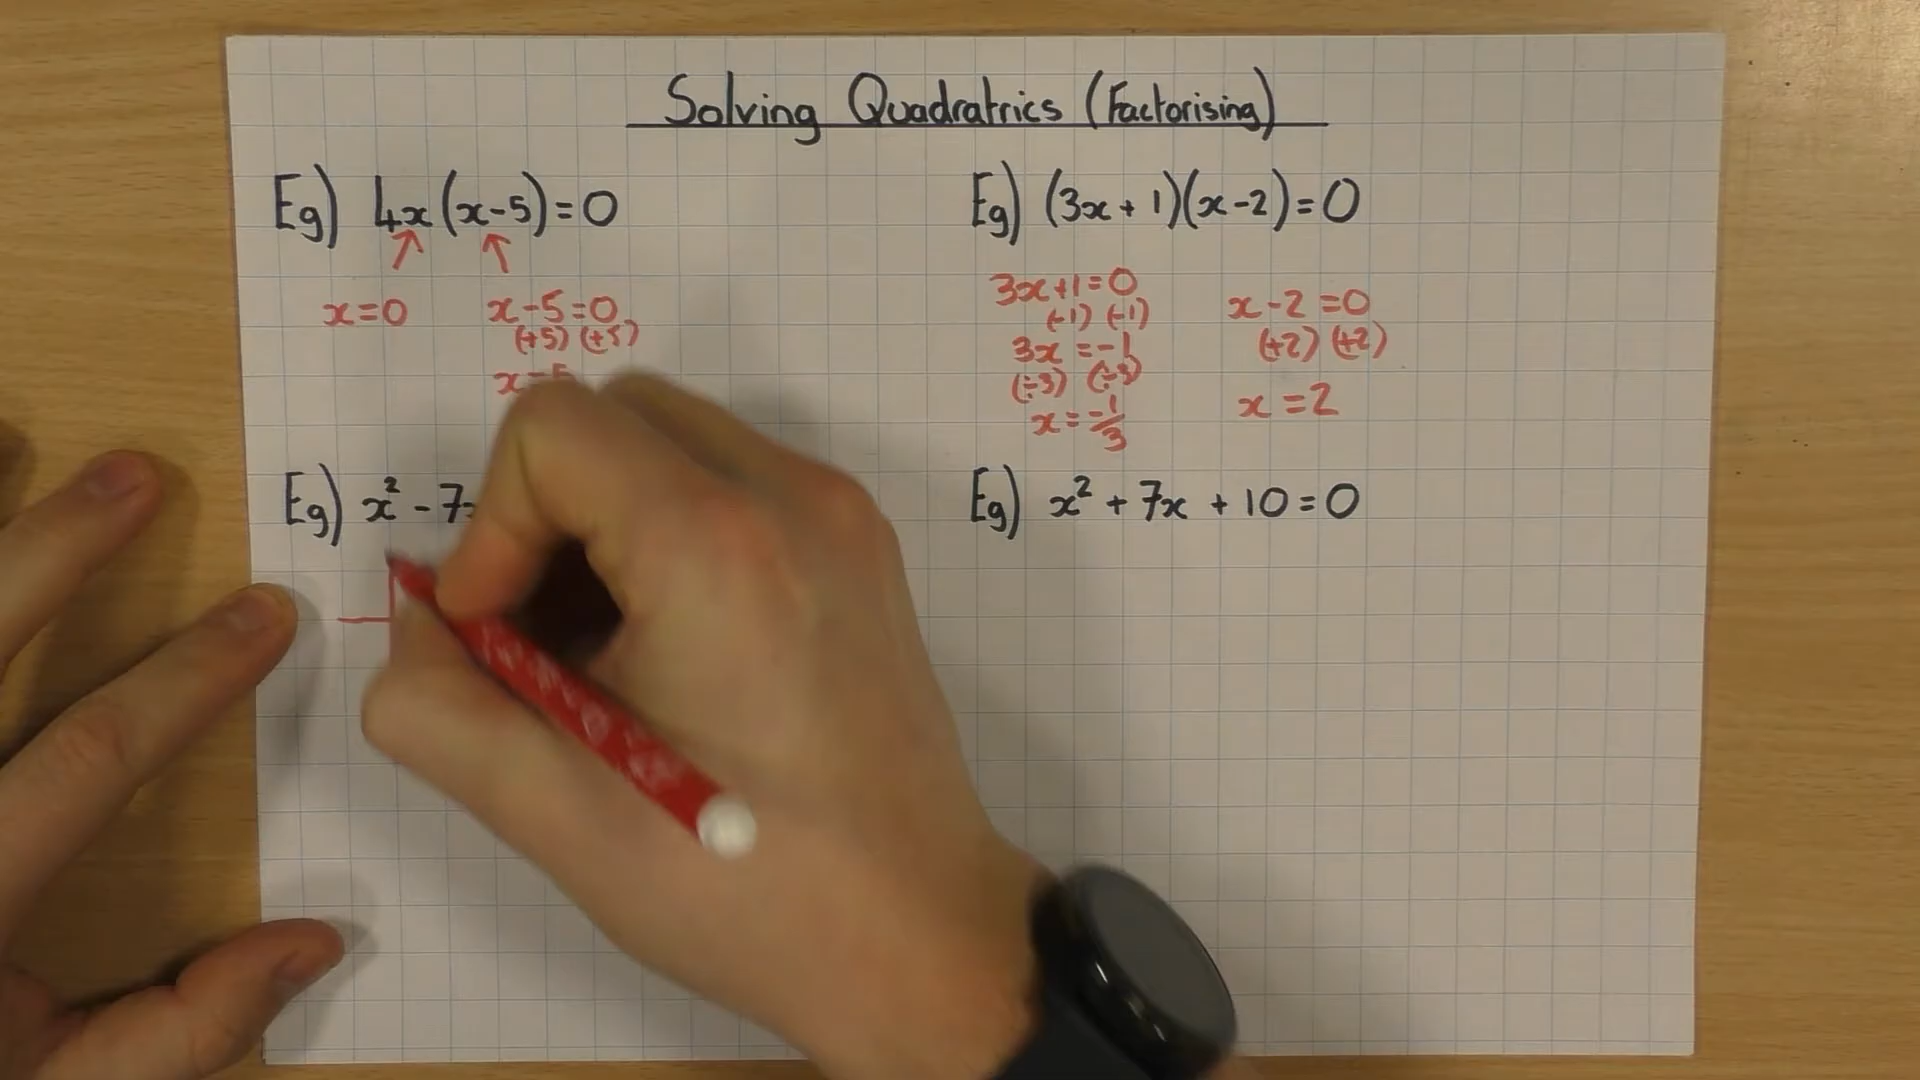 Solving Quadratrics (Factorising)
Eg) 4x(x-5)=0
x=0
x-5=0
(+5) (+5)
x=5
Eg) (3x+1)(x-2)=0
3x+1=0
(-1) (-1)
3x=-1
(÷3) (÷3)
x=-1/3
x-2=0
(+2) (+2)
x=2
Eg) x² -7
Eg) x² + 7x + 10 = 0